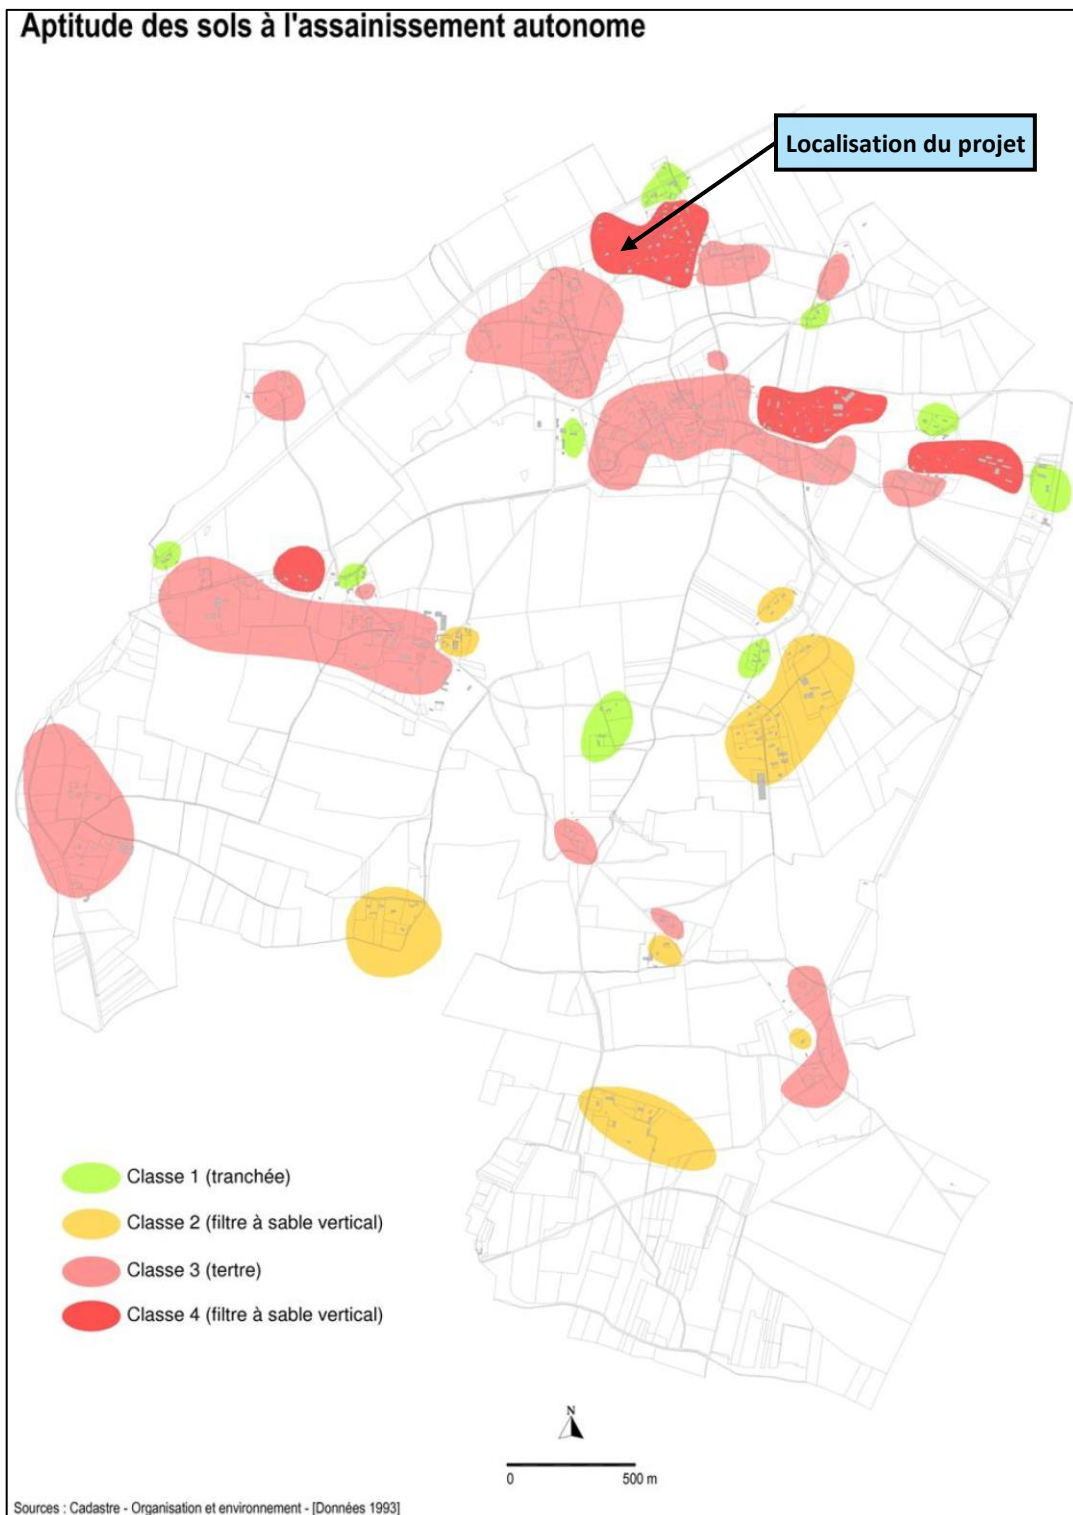 Aptitude des sols à l'assainissement autonome
Localisation du projet
Classe 1 (tranchée)
Classe 2 (filtre à sable vertical)
Classe 3 (tertre)
Classe 4 (filtre à sable vertical)
N
0 500 m
Sources : Cadastre - Organisation et environnement - [Données 1993]